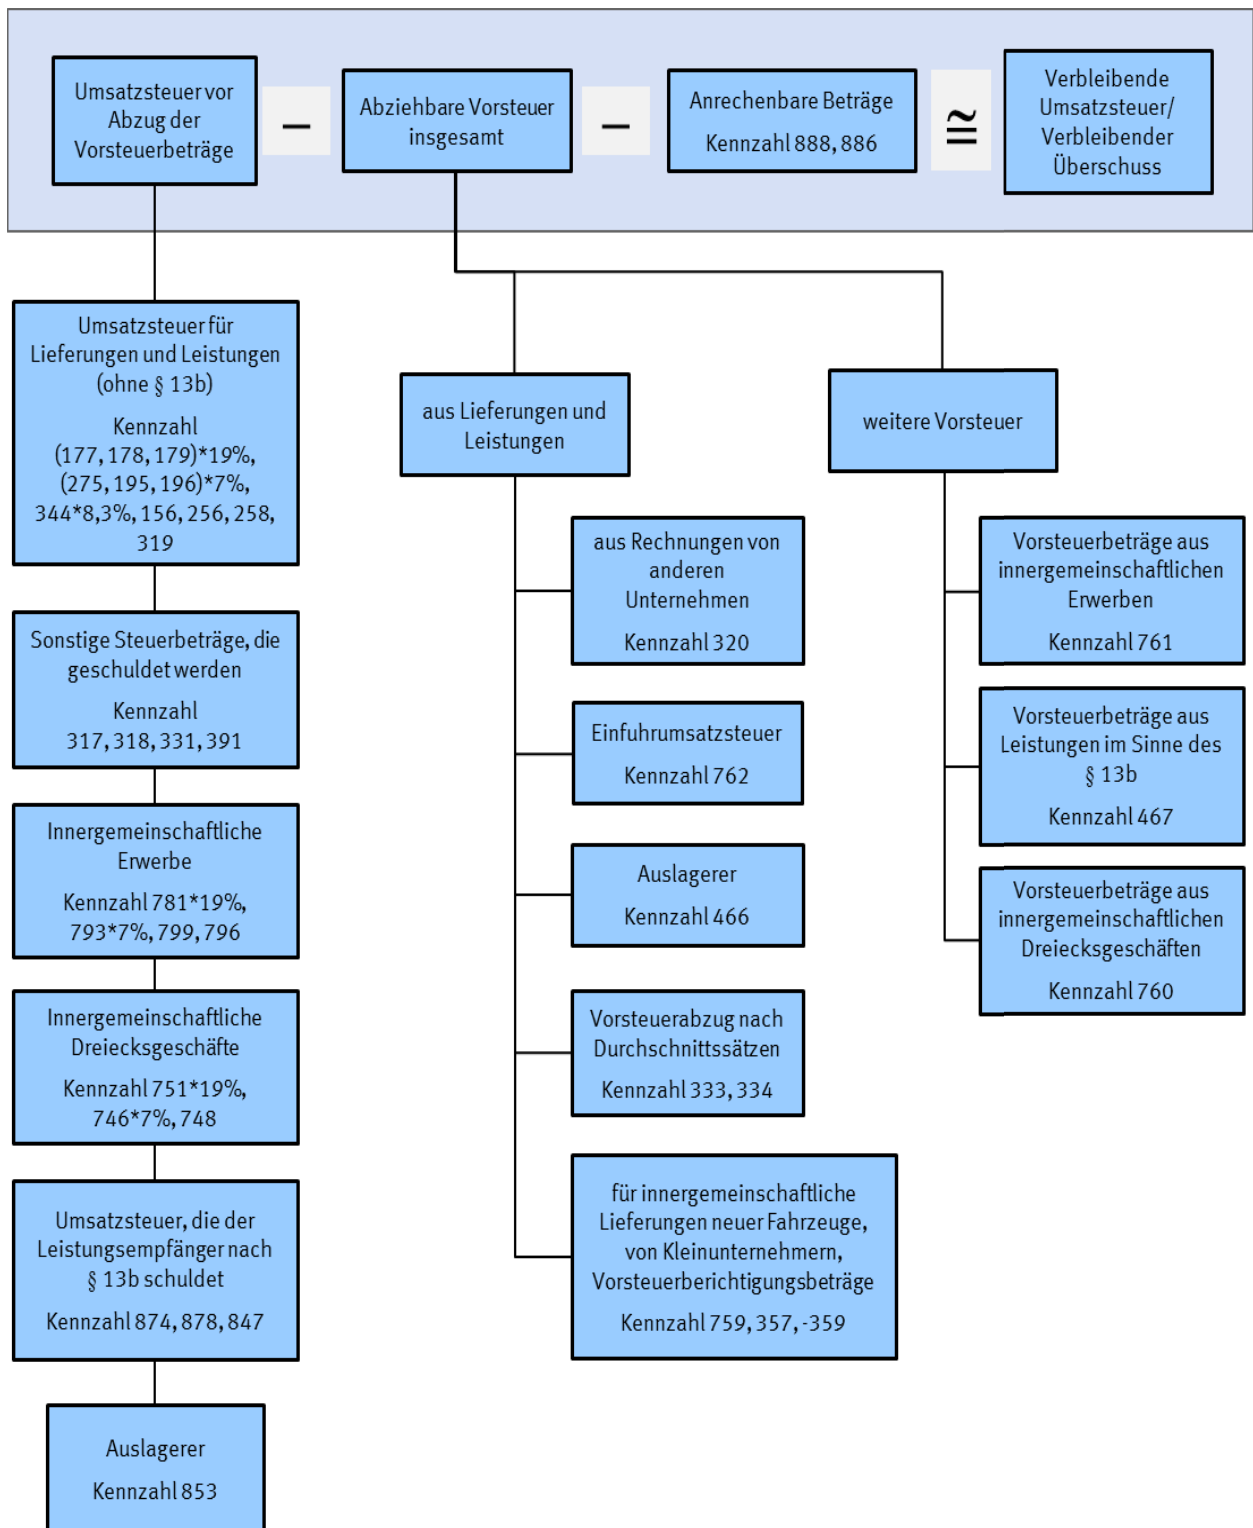 Umsatzsteuer vor
Abzug der
Vorsteuerbeträge
–
Abziehbare Vorsteuer
insgesamt
–
Anrechenbare Beträge
Kennzahl 888, 886
≅
Verbleibende
Umsatzsteuer/
Verbleibender
Überschuss
Umsatzsteuer für
Lieferungen und Leistungen
(ohne § 13b)
Kennzahl
(177, 178, 179)*19%,
(275, 195, 196)*7%,
344*8,3%, 156, 256, 258,
319
Sonstige Steuerbeträge, die
geschuldet werden
Kennzahl
317, 318, 331, 391
Innergemeinschaftliche
Erwerbe
Kennzahl 781*19%,
793*7%, 799, 796
Innergemeinschaftliche
Dreiecksgeschäfte
Kennzahl 751*19%,
746*7%, 748
Umsatzsteuer, die der
Leistungsempfänger nach
§ 13b schuldet
Kennzahl 874, 878, 847
Auslagerer
Kennzahl 853
aus Lieferungen und
Leistungen
aus Rechnungen von
anderen
Unternehmen
Kennzahl 320
Einfuhrumsatzsteuer
Kennzahl 762
Auslagerer
Kennzahl 466
Vorsteuerabzug nach
Durchschnittssätzen
Kennzahl 333, 334
für innergemeinschaftliche
Lieferungen neuer Fahrzeuge,
von Kleinunternehmern,
Vorsteuerberichtigungsbeträge
Kennzahl 759, 357, -359
weitere Vorsteuer
Vorsteuerbeträge aus
innergemeinschaftlichen
Erwerben
Kennzahl 761
Vorsteuerbeträge aus
Leistungen im Sinne des
§ 13b
Kennzahl 467
Vorsteuerbeträge aus
innergemeinschaftlichen
Dreiecksgeschäften
Kennzahl 760